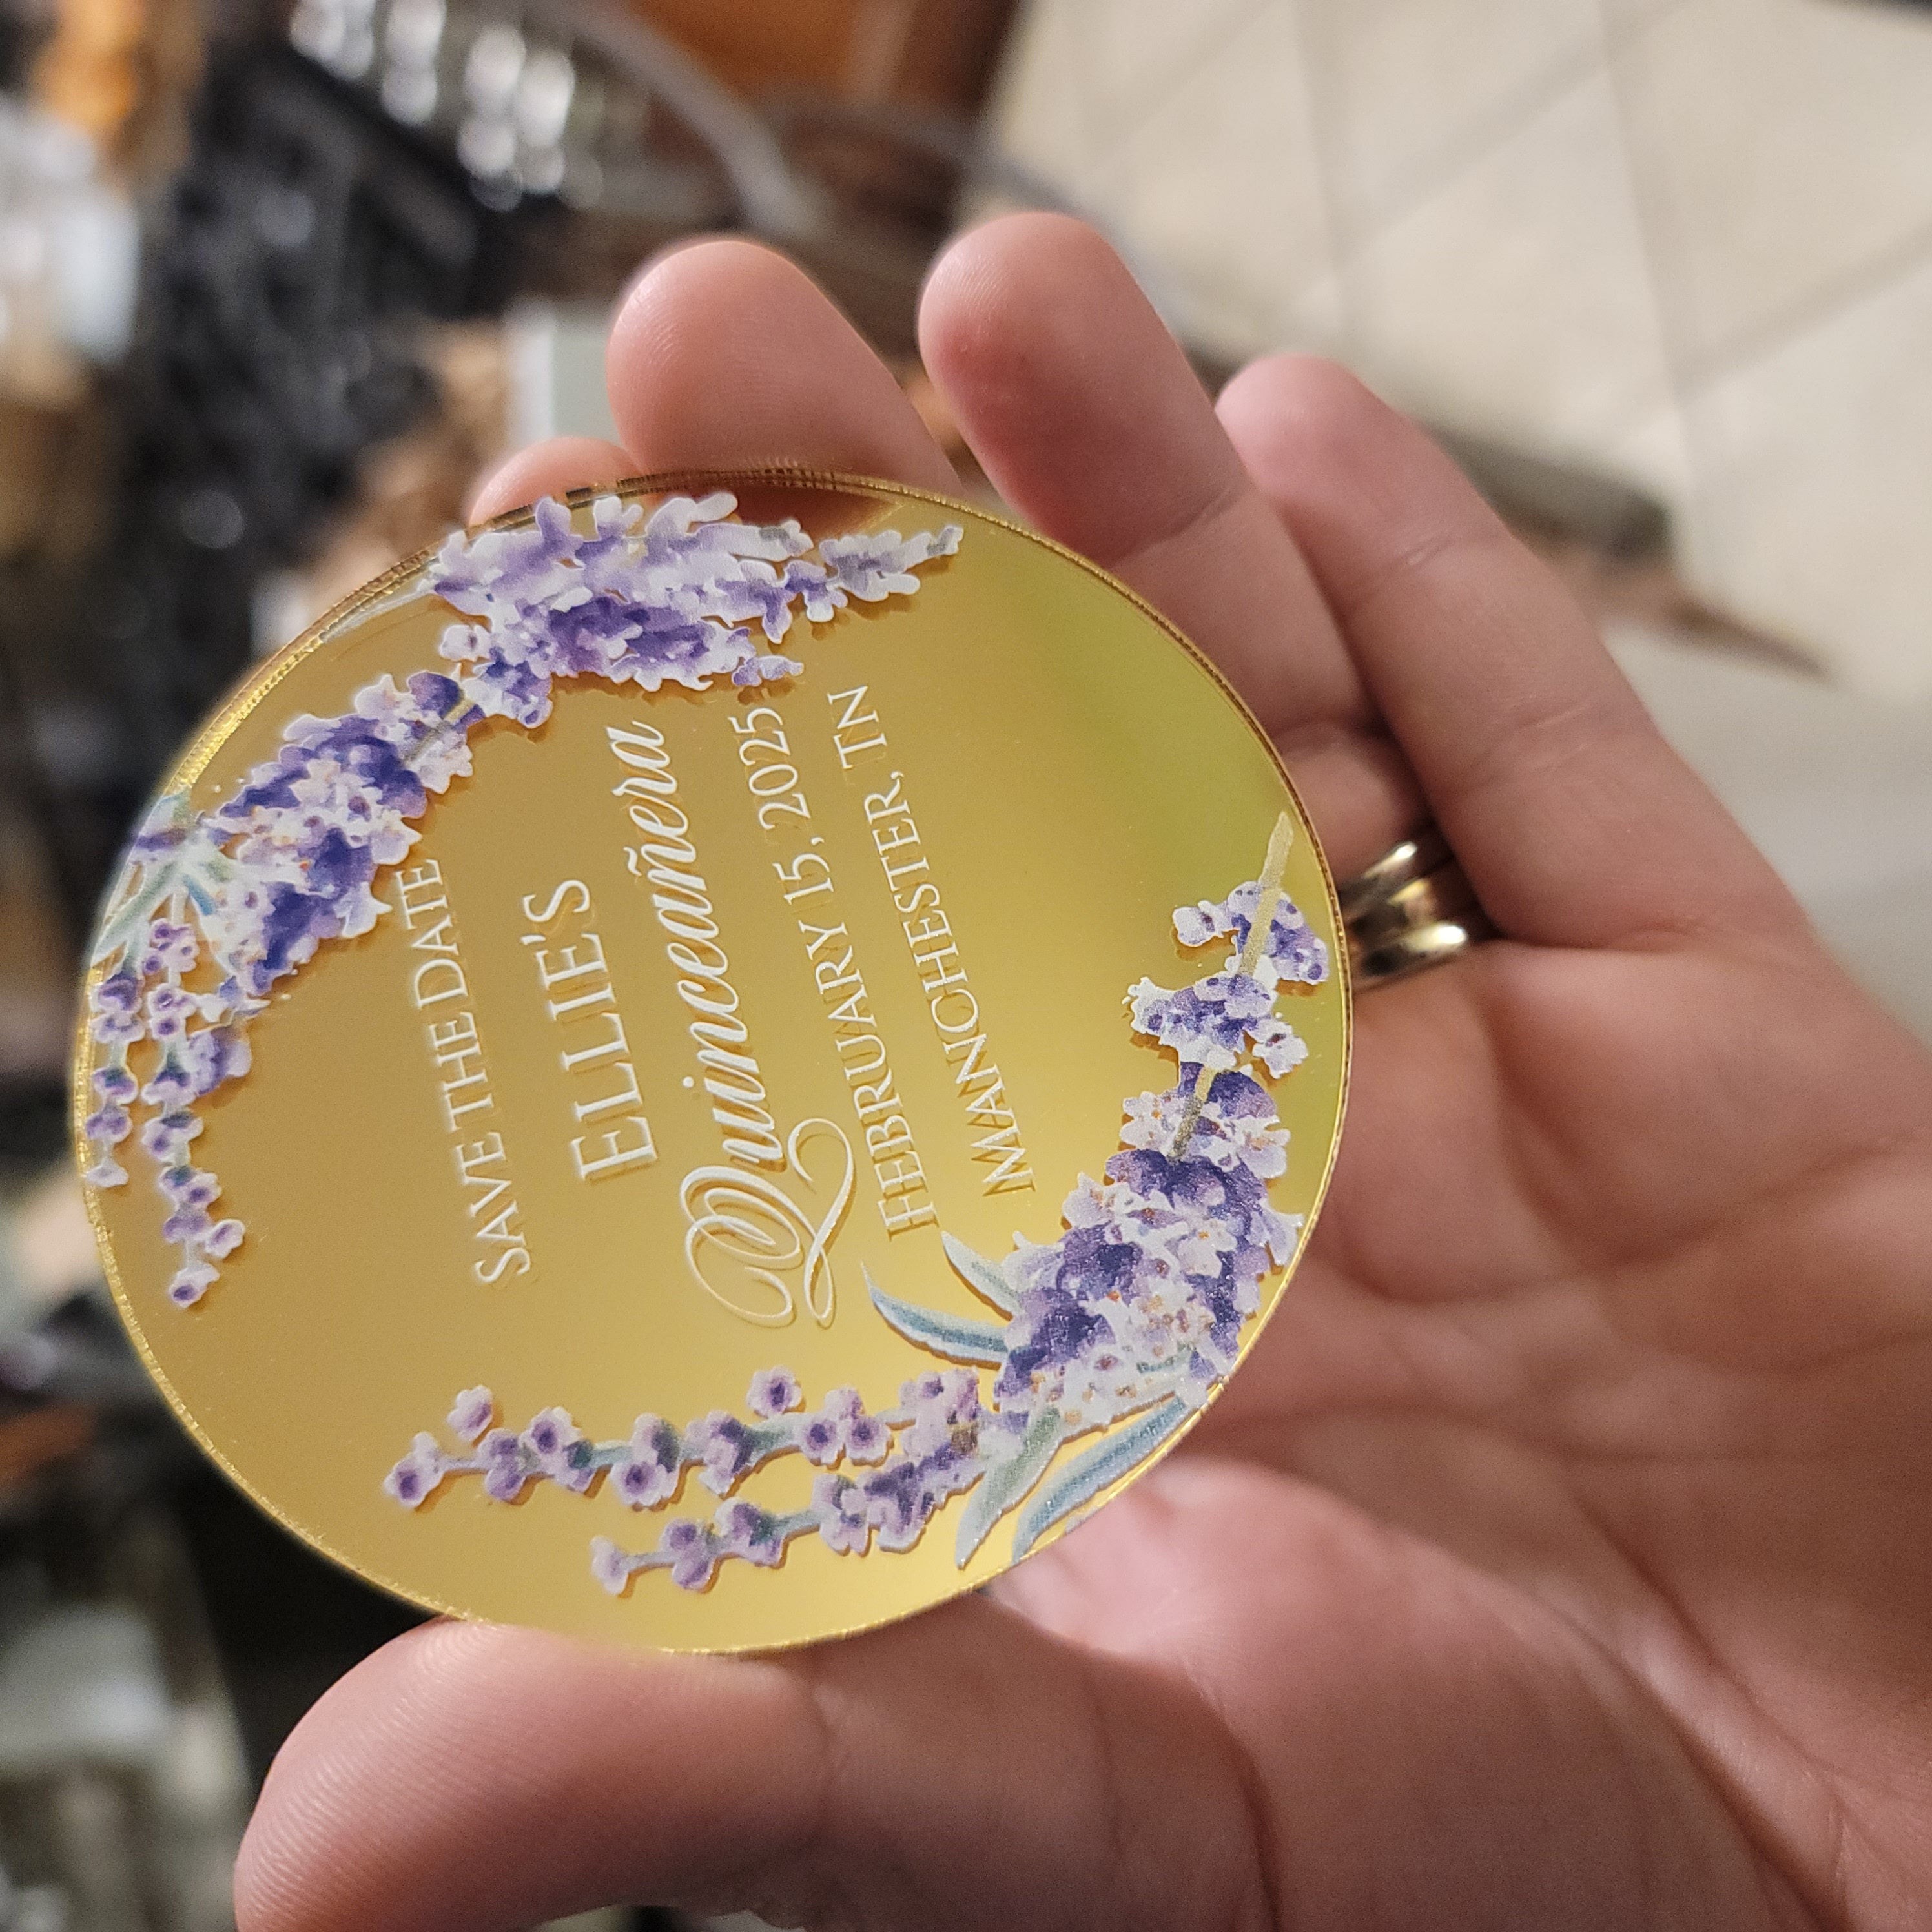 SAVE THE DATE
ELLIE'S
Quinceañera
FEBRUARY 15, 2025
MANCHESTER, TN